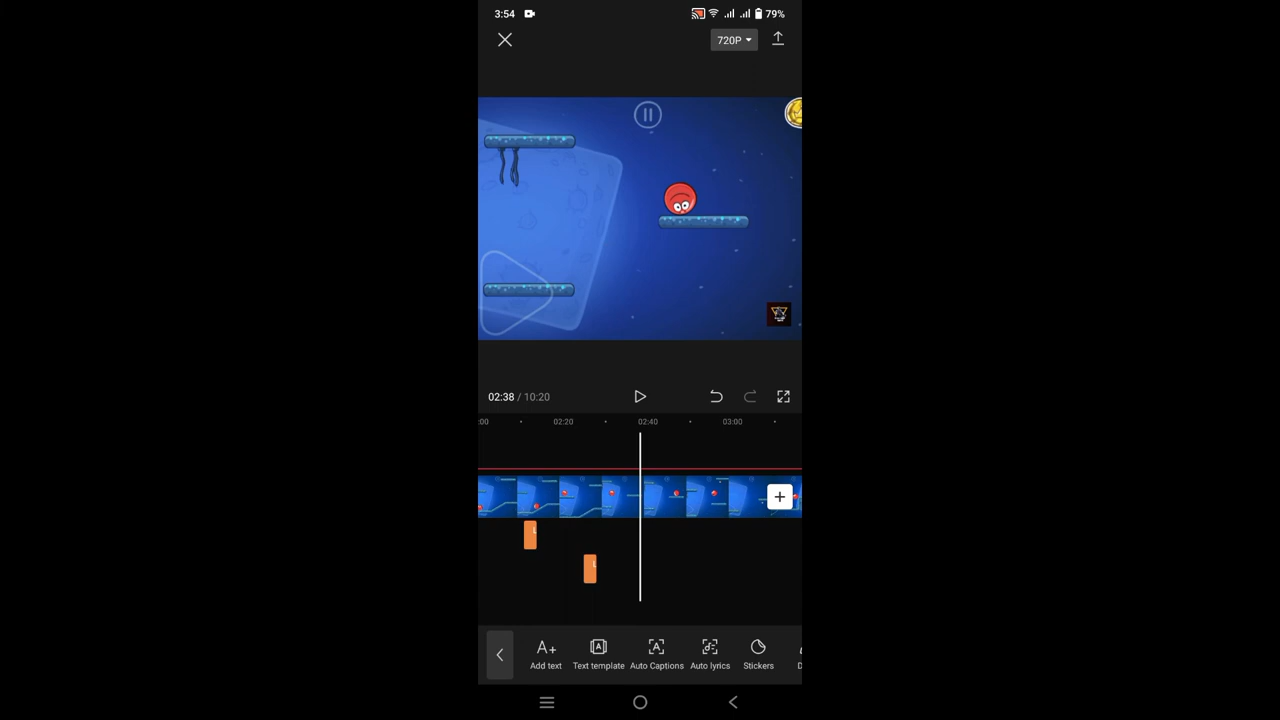 3:54 79%
720P
02:38 / 10:20
:00 02:20 02:40 03:00
A+ A A
Add text Text template Auto Captions Auto lyrics Stickers D